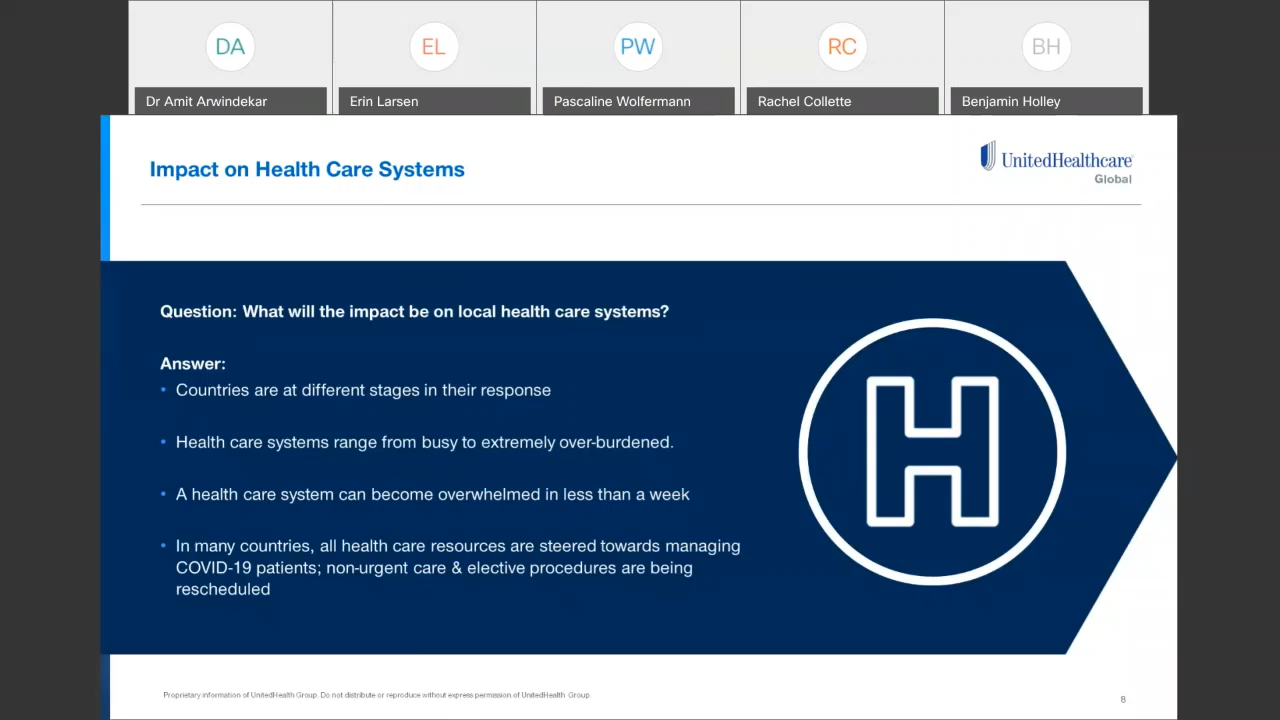 DA
EL
PW
RC
BH
Dr Amit Arwindekar
Erin Larsen
Pascaline Wolfermann
Rachel Collette
Benjamin Holley
Impact on Health Care Systems
UnitedHealthcare
Global
Question: What will the impact be on local health care systems?
Answer:
• Countries are at different stages in their response
• Health care systems range from busy to extremely over-burdened.
• A health care system can become overwhelmed in less than a week
• In many countries, all health care resources are steered towards managing
COVID-19 patients; non-urgent care & elective procedures are being
rescheduled
H
Proprietary information of UnitedHealth Group. Do not distribute or reproduce without express permission of UnitedHealth Group.
8